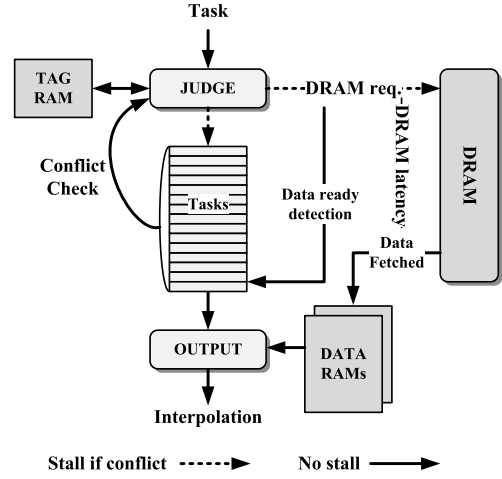 Task
TAG
RAM
JUDGE
DRAM req.
DRAM latency
DRAM
Conflict
Check
Tasks
Data ready
detection
Data
Fetched
OUTPUT
DATA
RAMs
Interpolation
Stall if conflict
No stall